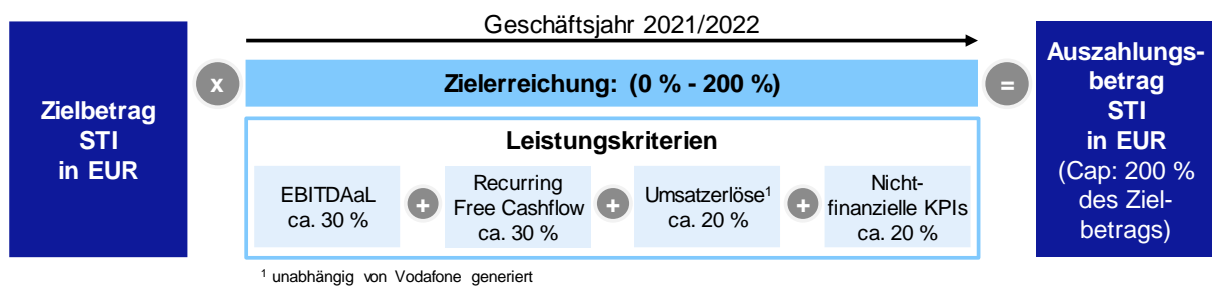 Geschäftsjahr 2021/2022
Zielbetrag
STI
in EUR
x
Zielerreichung: (0 % - 200 %)
=
Auszahlungs-
betrag
STI
in EUR
(Cap: 200 %
des Ziel-
betrags)
Leistungskriterien
EBITDAaL
ca. 30 %
+
Recurring
Free Cashflow
ca. 30 %
+
Umsatzerlöse¹
ca. 20 %
+
Nicht-
finanzielle KPIs
ca. 20 %
¹ unabhängig von Vodafone generiert